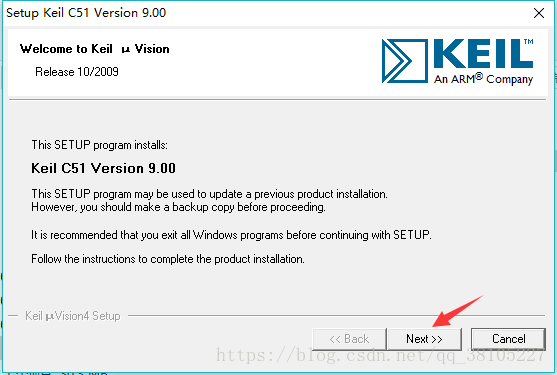 Setup Keil C51 Version 9.00
Welcome to Keil µ Vision
Release 10/2009
KEIL™
An ARM® Company
This SETUP program installs:
Keil C51 Version 9.00
This SETUP program may be used to update a previous product installation.
However, you should make a backup copy before proceeding.
It is recommended that you exit all Windows programs before continuing with SETUP.
Follow the instructions to complete the product installation.
Keil µVision4 Setup
<< Back
Next >>
Cancel
https://blog.csdn.net/qq_38105227